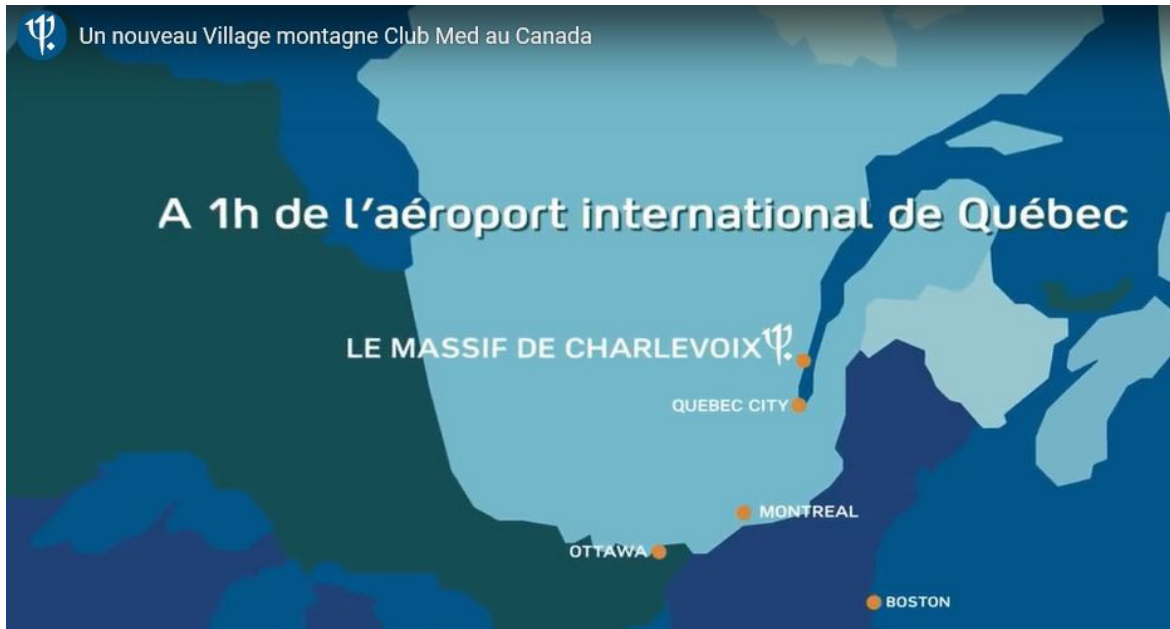 Un nouveau Village montagne Club Med au Canada
A 1h de l'aéroport international de Québec
LE MASSIF DE CHARLEVOIX
QUEBEC CITY
MONTREAL
OTTAWA
BOSTON